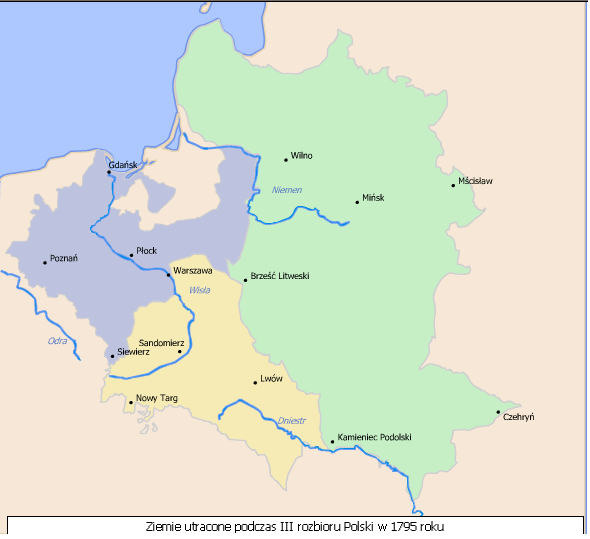 Wilno
Gdańsk
Mścisław
Niemen
Mińsk
Płock
Poznań
Warszawa
Brześć Litweski
Wisła
Odra
Sandomierz
Siewierz
Lwów
Nowy Targ
Czehryń
Dniestr
Kamieniec Podolski
Ziemie utracone podczas III rozbioru Polski w 1795 roku